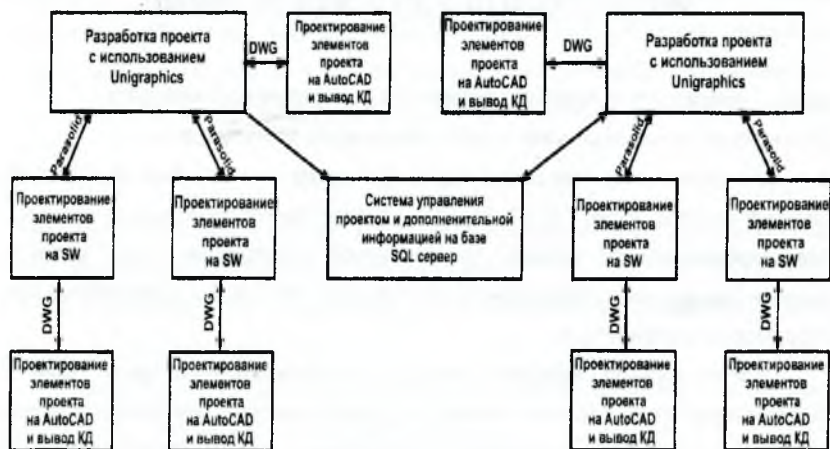 Разработка проекта
с использованием
Unigraphics
DWG
Проектирование
элементов
проекта
на AutoCAD
и вывод КД
Проектирование
элементов
проекта
на AutoCAD
и вывод КД
DWG
Разработка проекта
с использованием
Unigraphics
Parasolid
Parasolid
Parasolid
Parasolid
Проектирование
элементов
проекта
на SW
Проектирование
элементов
проекта
на SW
Система управления
проектом и дополненительной
информацией на базе
SQL сервер
Проектирование
элементов
проекта
на SW
Проектирование
элементов
проекта
на SW
DWG
DWG
DWG
DWG
Проектирование
элементов
проекта
на AutoCAD
и вывод КД
Проектирование
элементов
проекта
на AutoCAD
и вывод КД
Проектирование
элементов
проекта
на AutoCAD
и вывод КД
Проектирование
элементов
проекта
на AutoCAD
и вывод КД